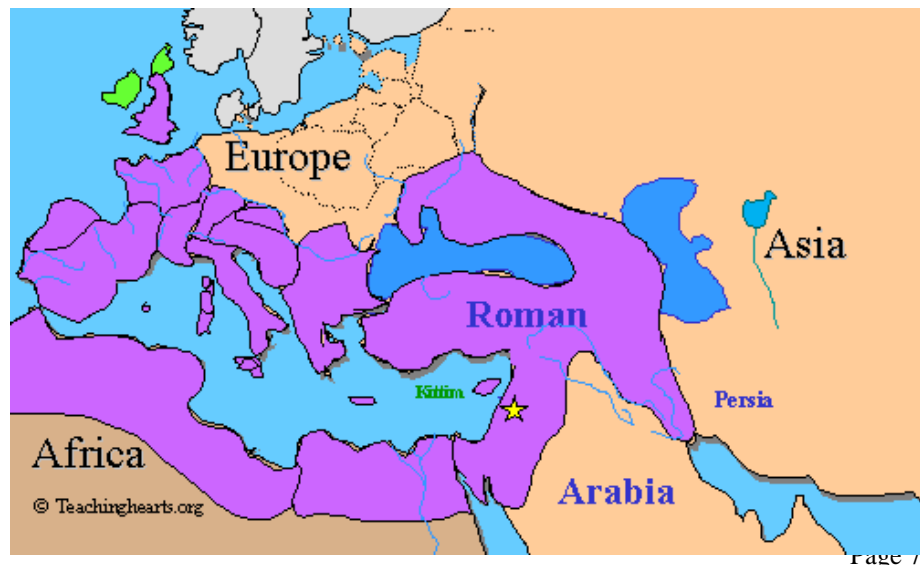 Europe
Asia
Roman
Kittim
Persia
Africa
Arabia
© Teachinghearts.org
Page 7